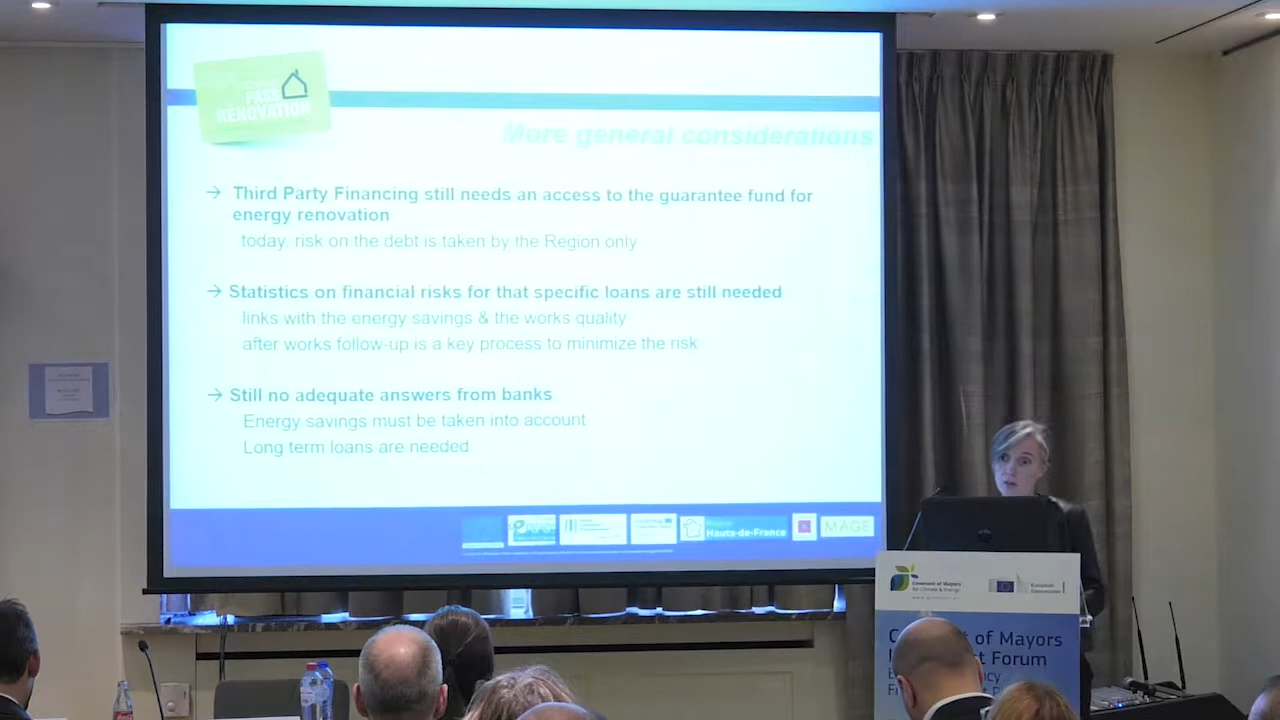 PASS
RENOVATION
More general considerations
→ Third Party Financing still needs an access to the guarantee fund for
energy renovation
today, risk on the debt is taken by the Region only
→ Statistics on financial risks for that specific loans are still needed
links with the energy savings & the works quality
after works follow-up is a key process to minimize the risk
→ Still no adequate answers from banks
Energy savings must be taken into account
Long term loans are needed
Hauts-de-France
MAGE
Covenant of Mayors
for Climate & Energy
European
Commission
of Mayors
Forum